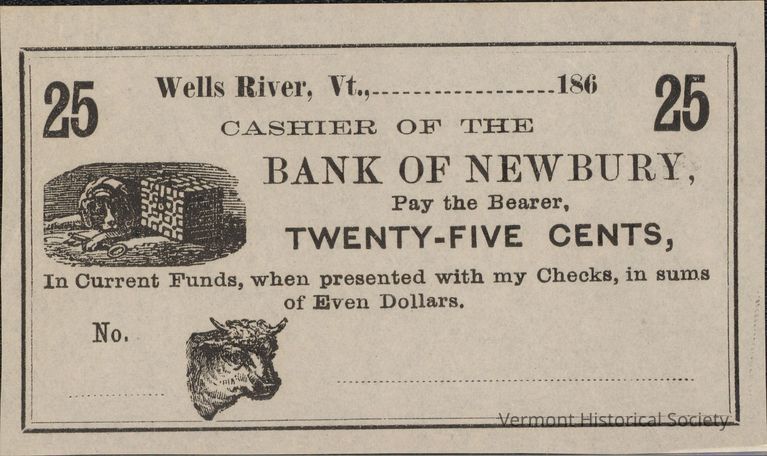 25 Wells River, Vt.,...................186 25
CASHIER OF THE
BANK OF NEWBURY,
Pay the Bearer,
TWENTY-FIVE CENTS,
In Current Funds, when presented with my Checks, in sums
of Even Dollars.
No.
Vermont Historical Society